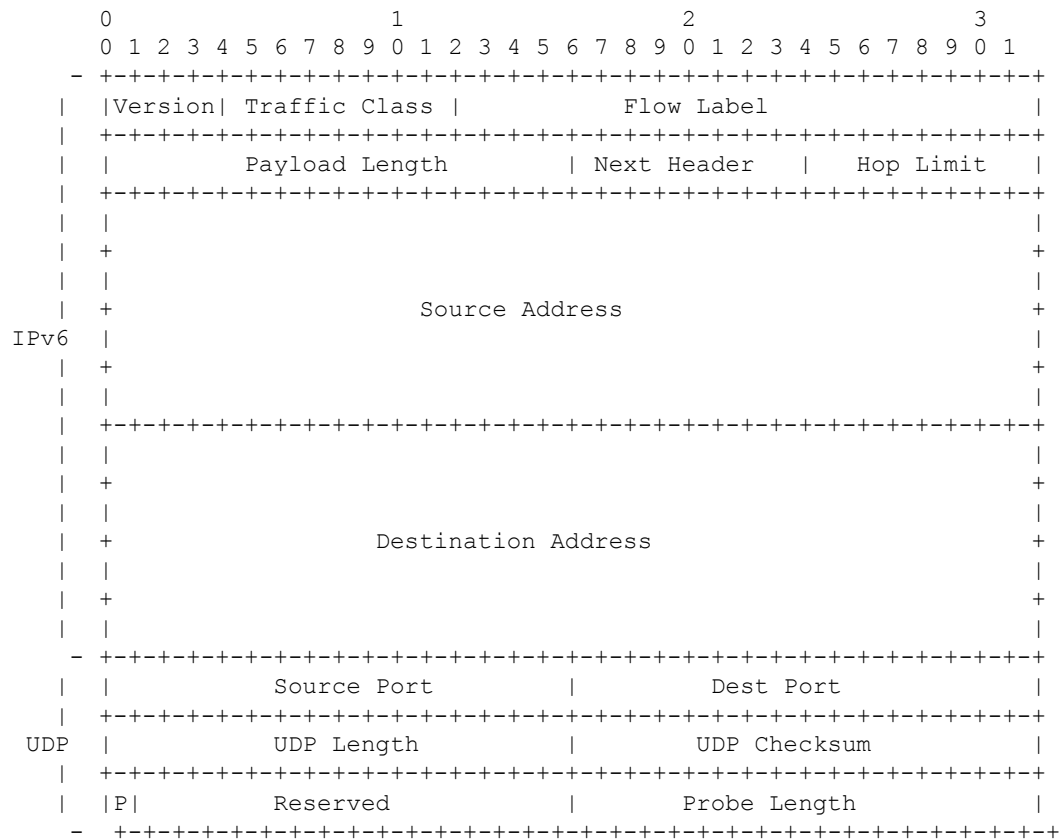 0                   1                   2                   3
        0 1 2 3 4 5 6 7 8 9 0 1 2 3 4 5 6 7 8 9 0 1 2 3 4 5 6 7 8 9 0 1
      - +-+-+-+-+-+-+-+-+-+-+-+-+-+-+-+-+-+-+-+-+-+-+-+-+-+-+-+-+-+-+-+-+
     |  |Version| Traffic Class |           Flow Label                  |
     |  +-+-+-+-+-+-+-+-+-+-+-+-+-+-+-+-+-+-+-+-+-+-+-+-+-+-+-+-+-+-+-+-+
     |  |         Payload Length        | Next Header   |   Hop Limit   |
     |  +-+-+-+-+-+-+-+-+-+-+-+-+-+-+-+-+-+-+-+-+-+-+-+-+-+-+-+-+-+-+-+-+
     |  |                                                               |
     |  +                                                               +
     |  |                                                               |
     |  +                     Source Address                            +
  IPv6  |                                                               |
     |  +                                                               +
     |  |                                                               |
     |  +-+-+-+-+-+-+-+-+-+-+-+-+-+-+-+-+-+-+-+-+-+-+-+-+-+-+-+-+-+-+-+-+
     |  |                                                               |
     |  +                                                               +
     |  |                                                               |
     |  +                  Destination Address                          +
     |  |                                                               |
     |  +                                                               +
     |  |                                                               |
      - +-+-+-+-+-+-+-+-+-+-+-+-+-+-+-+-+-+-+-+-+-+-+-+-+-+-+-+-+-+-+-+-+
     |  |           Source Port         |         Dest Port             |
     |  +-+-+-+-+-+-+-+-+-+-+-+-+-+-+-+-+-+-+-+-+-+-+-+-+-+-+-+-+-+-+-+-+
   UDP  |           UDP Length          |        UDP Checksum           |
     |  +-+-+-+-+-+-+-+-+-+-+-+-+-+-+-+-+-+-+-+-+-+-+-+-+-+-+-+-+-+-+-+-+
     |  |P|         Reserved            |       Probe Length            |
      -  +-+-+-+-+-+-+-+-+-+-+-+-+-+-+-+-+-+-+-+-+-+-+-+-+-+-+-+-+-+-+-+-+